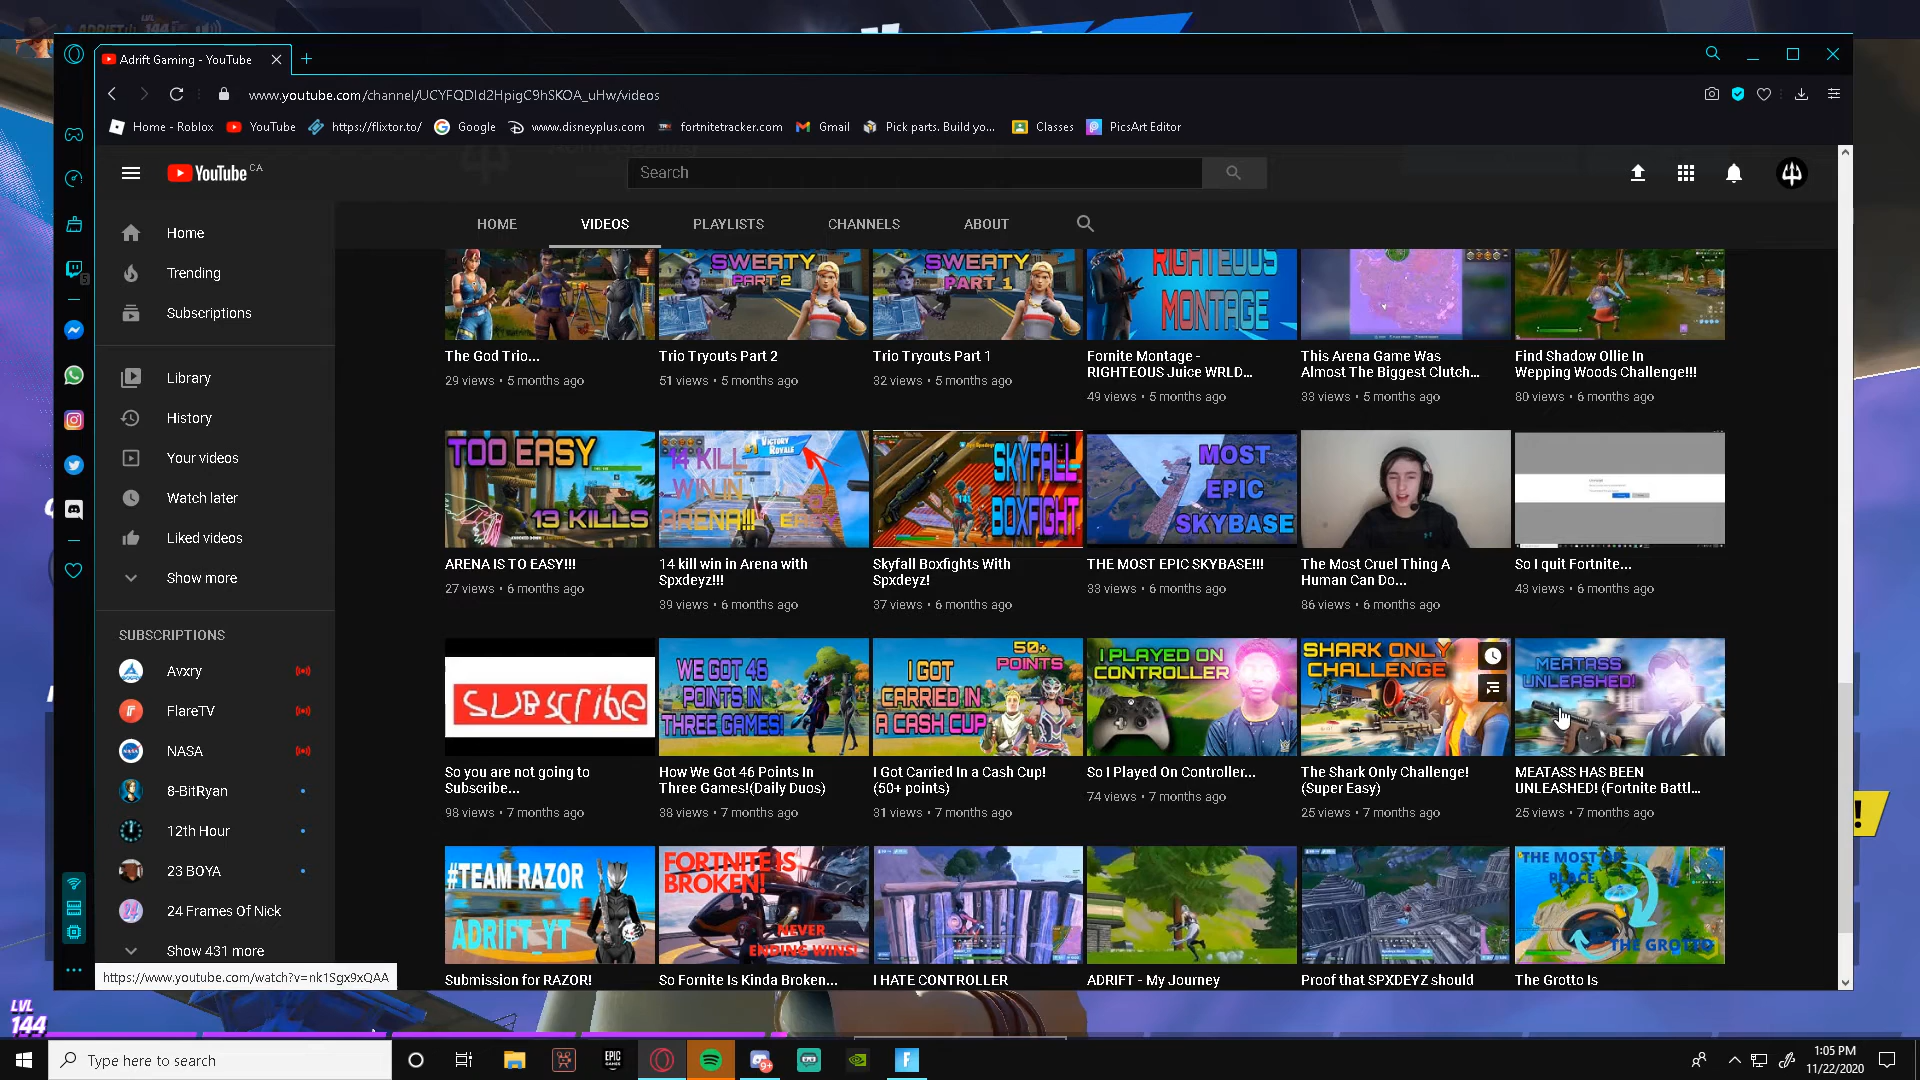 Adrift Gaming - YouTube
www.youtube.com/channel/UCYFQDld2HpigC9hSKOA_uHw/videos
Home - Roblox
YouTube
https://flixtor.to/
Google
www.disneyplus.com
fortnitetracker.com
Gmail
Pick parts. Build yo...
Classes
PicsArt Editor
YouTube CA
Search
HOME
VIDEOS
PLAYLISTS
CHANNELS
ABOUT
Home
Trending
Subscriptions
Library
History
Your videos
Watch later
Liked videos
Show more
SUBSCRIPTIONS
Avxry
FlareTV
NASA
8-BitRyan
12th Hour
23 BOYA
24 Frames Of Nick
Show 431 more
SWEATY
PART 2
SWEATY
PART 1
RIGHTEOUS
MONTAGE
The God Trio...
29 views • 5 months ago
Trio Tryouts Part 2
51 views • 5 months ago
Trio Tryouts Part 1
32 views • 5 months ago
Fornite Montage -
RIGHTEOUS Juice WRLD...
49 views • 5 months ago
This Arena Game Was
Almost The Biggest Clutch...
33 views • 5 months ago
Find Shadow Ollie In
Wepping Woods Challenge!!!
80 views • 6 months ago
TOO EASY
13 KILLS
14 KILL
WIN IN
ARENA!!!
VICTORY
ROYALE
SKYFALL
BOXFIGHT
MOST
EPIC
SKYBASE
ARENA IS TO EASY!!!
27 views • 6 months ago
14 kill win in Arena with
Spxdeyz!!!
39 views • 6 months ago
Skyfall Boxfights With
Spxdeyz!
37 views • 6 months ago
THE MOST EPIC SKYBASE!!!
33 views • 6 months ago
The Most Cruel Thing A
Human Can Do...
86 views • 6 months ago
So I quit Fortnite...
43 views • 6 months ago
SUBSCRIBE
WE GOT 46
POINTS IN
THREE GAMES!
50+
POINTS
I GOT
CARRIED IN
A CASH CUP!
I PLAYED ON
CONTROLLER
SHARK ONLY
CHALLENGE
MEATASS
UNLEASHED!
So you are not going to
Subscribe...
98 views • 7 months ago
How We Got 46 Points In
Three Games!(Daily Duos)
38 views • 7 months ago
I Got Carried In a Cash Cup!
(50+ points)
31 views • 7 months ago
So I Played On Controller...
74 views • 7 months ago
The Shark Only Challenge!
(Super Easy)
25 views • 7 months ago
MEATASS HAS BEEN
UNLEASHED! (Fortnite Battl...
25 views • 7 months ago
#TEAM RAZOR
ADRIFT YT
FORTNITE IS
BROKEN!
NEVER
ENDING WINS!
THE MOST OP
PLACE
THE GROTTO
Submission for RAZOR!
So Fornite Is Kinda Broken...
I HATE CONTROLLER
ADRIFT - My Journey
Proof that SPXDEYZ should
The Grotto Is
https://www.youtube.com/watch?v=nk1Sgx9xQAA
LVL
144
Type here to search
EPIC
GAMES
1:05 PM
11/22/2020